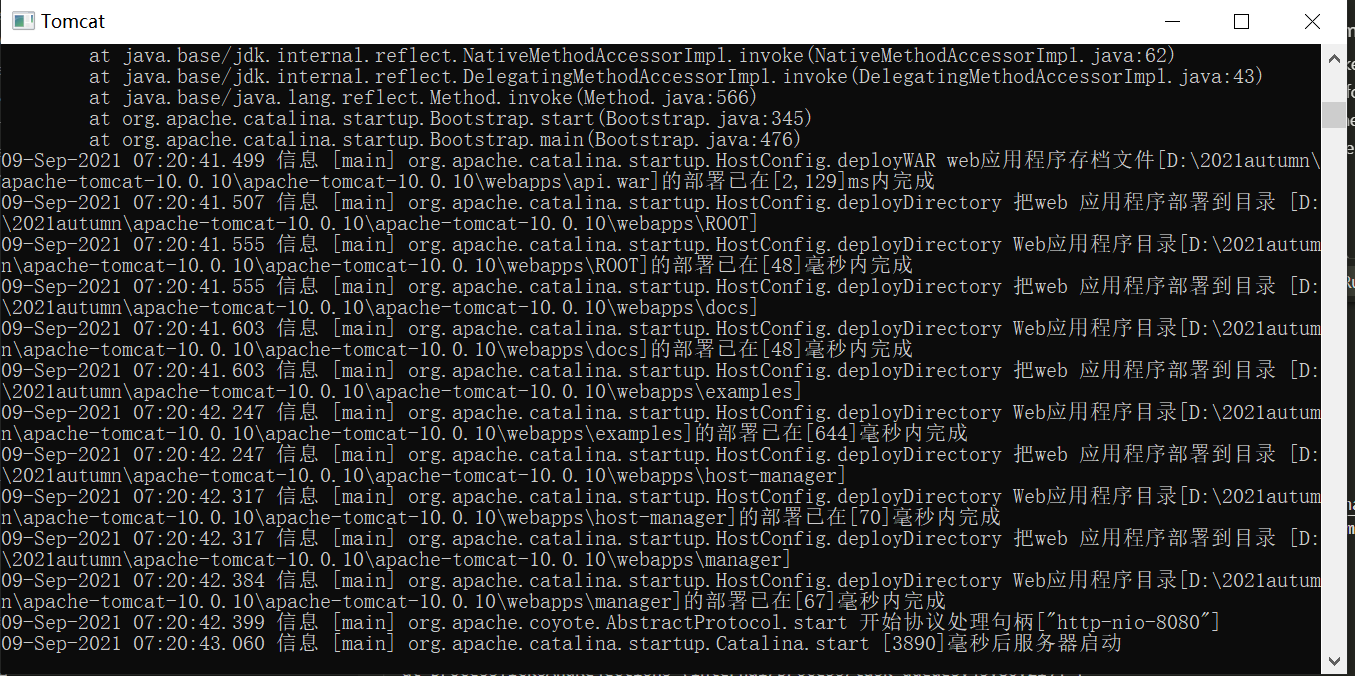 Tomcat
at java.base/jdk.internal.reflect.NativeMethodAccessorImpl.invoke(NativeMethodAccessorImpl.java:62)
at java.base/jdk.internal.reflect.DelegatingMethodAccessorImpl.invoke(DelegatingMethodAccessorImpl.java:43)
at java.base/java.lang.reflect.Method.invoke(Method.java:566)
at org.apache.catalina.startup.Bootstrap.start(Bootstrap.java:345)
at org.apache.catalina.startup.Bootstrap.main(Bootstrap.java:476)
09-Sep-2021 07:20:41.499 信息 [main] org.apache.catalina.startup.HostConfig.deployWAR web应用程序存档文件[D:\2021autumn\
apache-tomcat-10.0.10\apache-tomcat-10.0.10\webapps\api.war]的部署已在[2,129]ms内完成
09-Sep-2021 07:20:41.507 信息 [main] org.apache.catalina.startup.HostConfig.deployDirectory 把web 应用程序部署到目录 [D:
\2021autumn\apache-tomcat-10.0.10\apache-tomcat-10.0.10\webapps\ROOT]
09-Sep-2021 07:20:41.555 信息 [main] org.apache.catalina.startup.HostConfig.deployDirectory Web应用程序目录[D:\2021autum
n\apache-tomcat-10.0.10\apache-tomcat-10.0.10\webapps\ROOT]的部署已在[48]毫秒内完成
09-Sep-2021 07:20:41.555 信息 [main] org.apache.catalina.startup.HostConfig.deployDirectory 把web 应用程序部署到目录 [D:
\2021autumn\apache-tomcat-10.0.10\apache-tomcat-10.0.10\webapps\docs]
09-Sep-2021 07:20:41.603 信息 [main] org.apache.catalina.startup.HostConfig.deployDirectory Web应用程序目录[D:\2021autum
n\apache-tomcat-10.0.10\apache-tomcat-10.0.10\webapps\docs]的部署已在[48]毫秒内完成
09-Sep-2021 07:20:41.603 信息 [main] org.apache.catalina.startup.HostConfig.deployDirectory 把web 应用程序部署到目录 [D:
\2021autumn\apache-tomcat-10.0.10\apache-tomcat-10.0.10\webapps\examples]
09-Sep-2021 07:20:42.247 信息 [main] org.apache.catalina.startup.HostConfig.deployDirectory Web应用程序目录[D:\2021autum
n\apache-tomcat-10.0.10\apache-tomcat-10.0.10\webapps\examples]的部署已在[644]毫秒内完成
09-Sep-2021 07:20:42.247 信息 [main] org.apache.catalina.startup.HostConfig.deployDirectory 把web 应用程序部署到目录 [D:
\2021autumn\apache-tomcat-10.0.10\apache-tomcat-10.0.10\webapps\host-manager]
09-Sep-2021 07:20:42.317 信息 [main] org.apache.catalina.startup.HostConfig.deployDirectory Web应用程序目录[D:\2021autum
n\apache-tomcat-10.0.10\apache-tomcat-10.0.10\webapps\host-manager]的部署已在[70]毫秒内完成
09-Sep-2021 07:20:42.317 信息 [main] org.apache.catalina.startup.HostConfig.deployDirectory 把web 应用程序部署到目录 [D:
\2021autumn\apache-tomcat-10.0.10\apache-tomcat-10.0.10\webapps\manager]
09-Sep-2021 07:20:42.384 信息 [main] org.apache.catalina.startup.HostConfig.deployDirectory Web应用程序目录[D:\2021autum
n\apache-tomcat-10.0.10\apache-tomcat-10.0.10\webapps\manager]的部署已在[67]毫秒内完成
09-Sep-2021 07:20:42.399 信息 [main] org.apache.coyote.AbstractProtocol.start 开始协议处理句柄["http-nio-8080"]
09-Sep-2021 07:20:43.060 信息 [main] org.apache.catalina.startup.Catalina.start [3890]毫秒后服务器启动